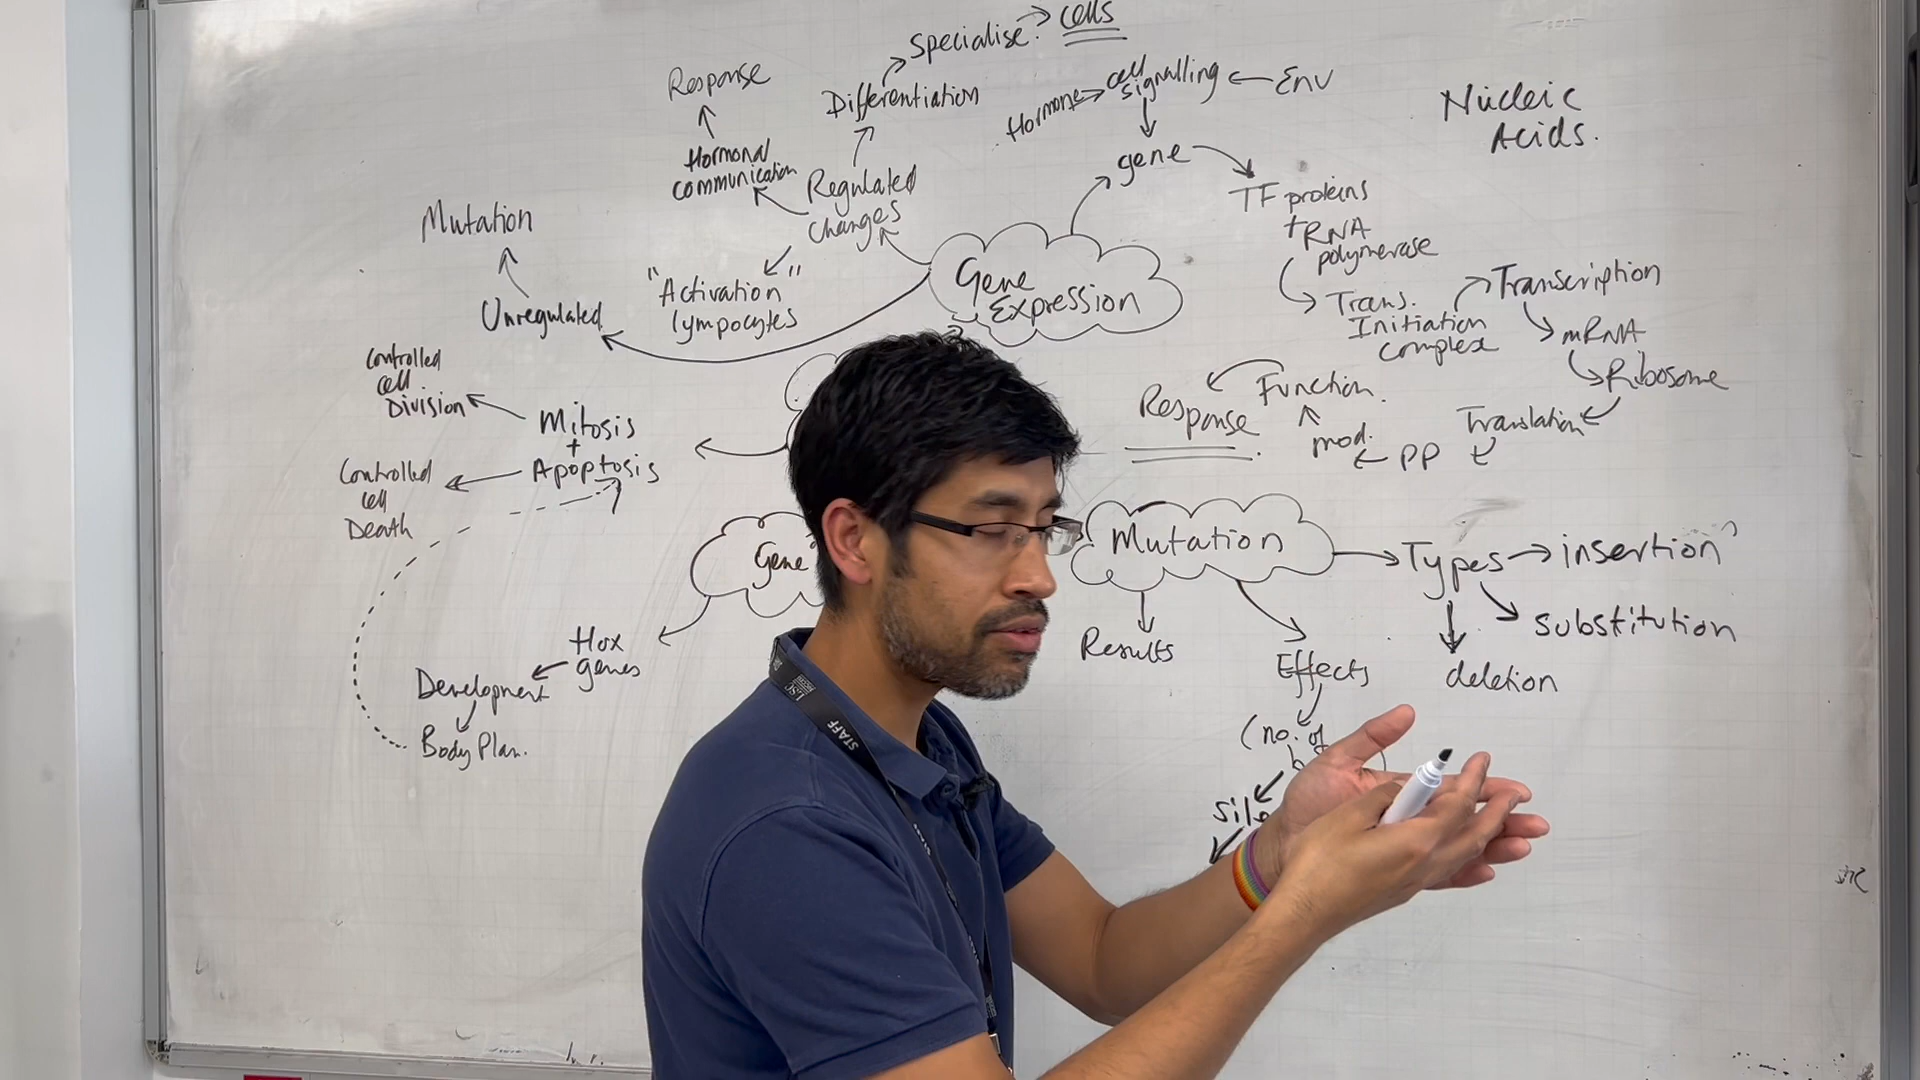 Specialise. → Cells
Response
Differentiation
Hormone → cell signalling ← Env
Nucleic
Acids.
gene
Hormonal
communication
Regulated
changes
TF proteins
+ RNA
polymerase
Mutation
"Activation"
lympocytes
Gene
Expression
Unregulated
Trans.
Initiation
complex
Transcription
mRNA
Ribosome
Translation
PP
mod.
Function.
Response
Controlled
cell
Division
Mitosis
+
Apoptosis
Controlled
cell
Death
Gene
Hox
genes
Development
Body Plan.
Mutation
Types → insertion
substitution
deletion
Results
Effects
(no. of
STAFF